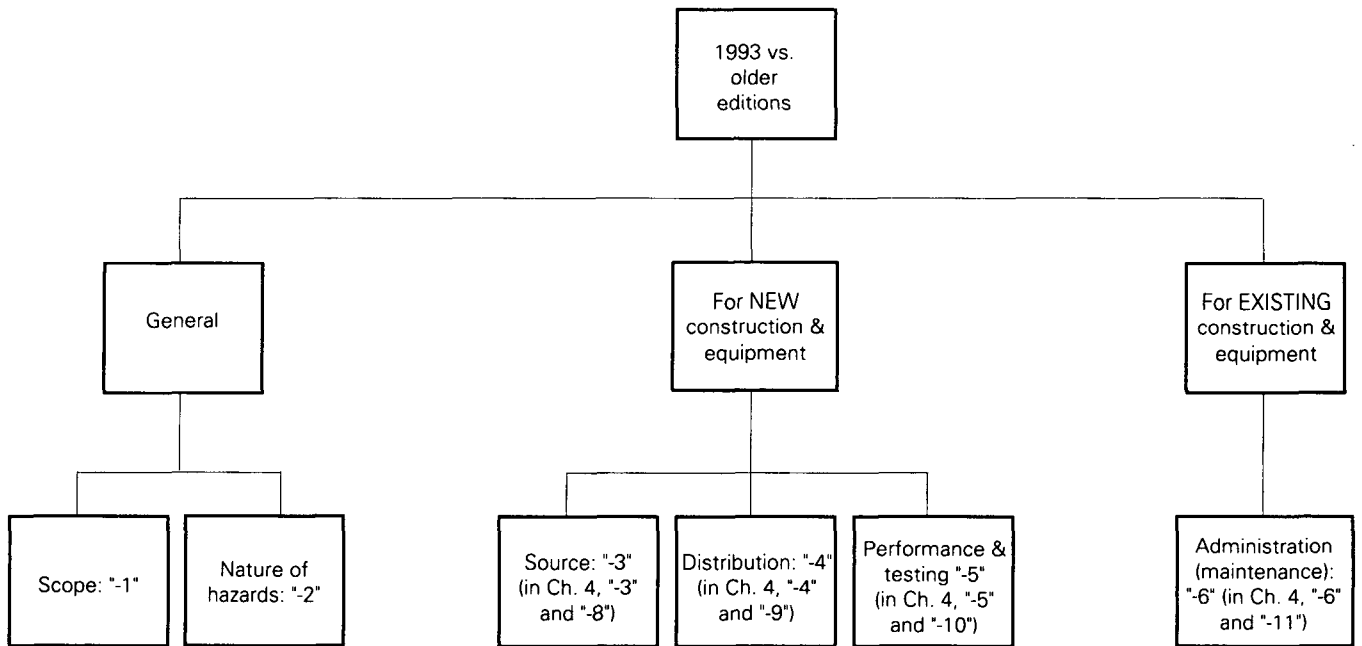 1993 vs.
older
editions
General
For NEW
construction &
equipment
For EXISTING
construction &
equipment
Scope: "-1"
Nature of
hazards: "-2"
Source: "-3"
(in Ch. 4, "-3"
and "-8")
Distribution: "-4"
(in Ch. 4, "-4"
and "-9")
Performance &
testing "-5"
(in Ch. 4, "-5"
and "-10")
Administration
(maintenance):
"-6" (in Ch. 4, "-6"
and "-11")